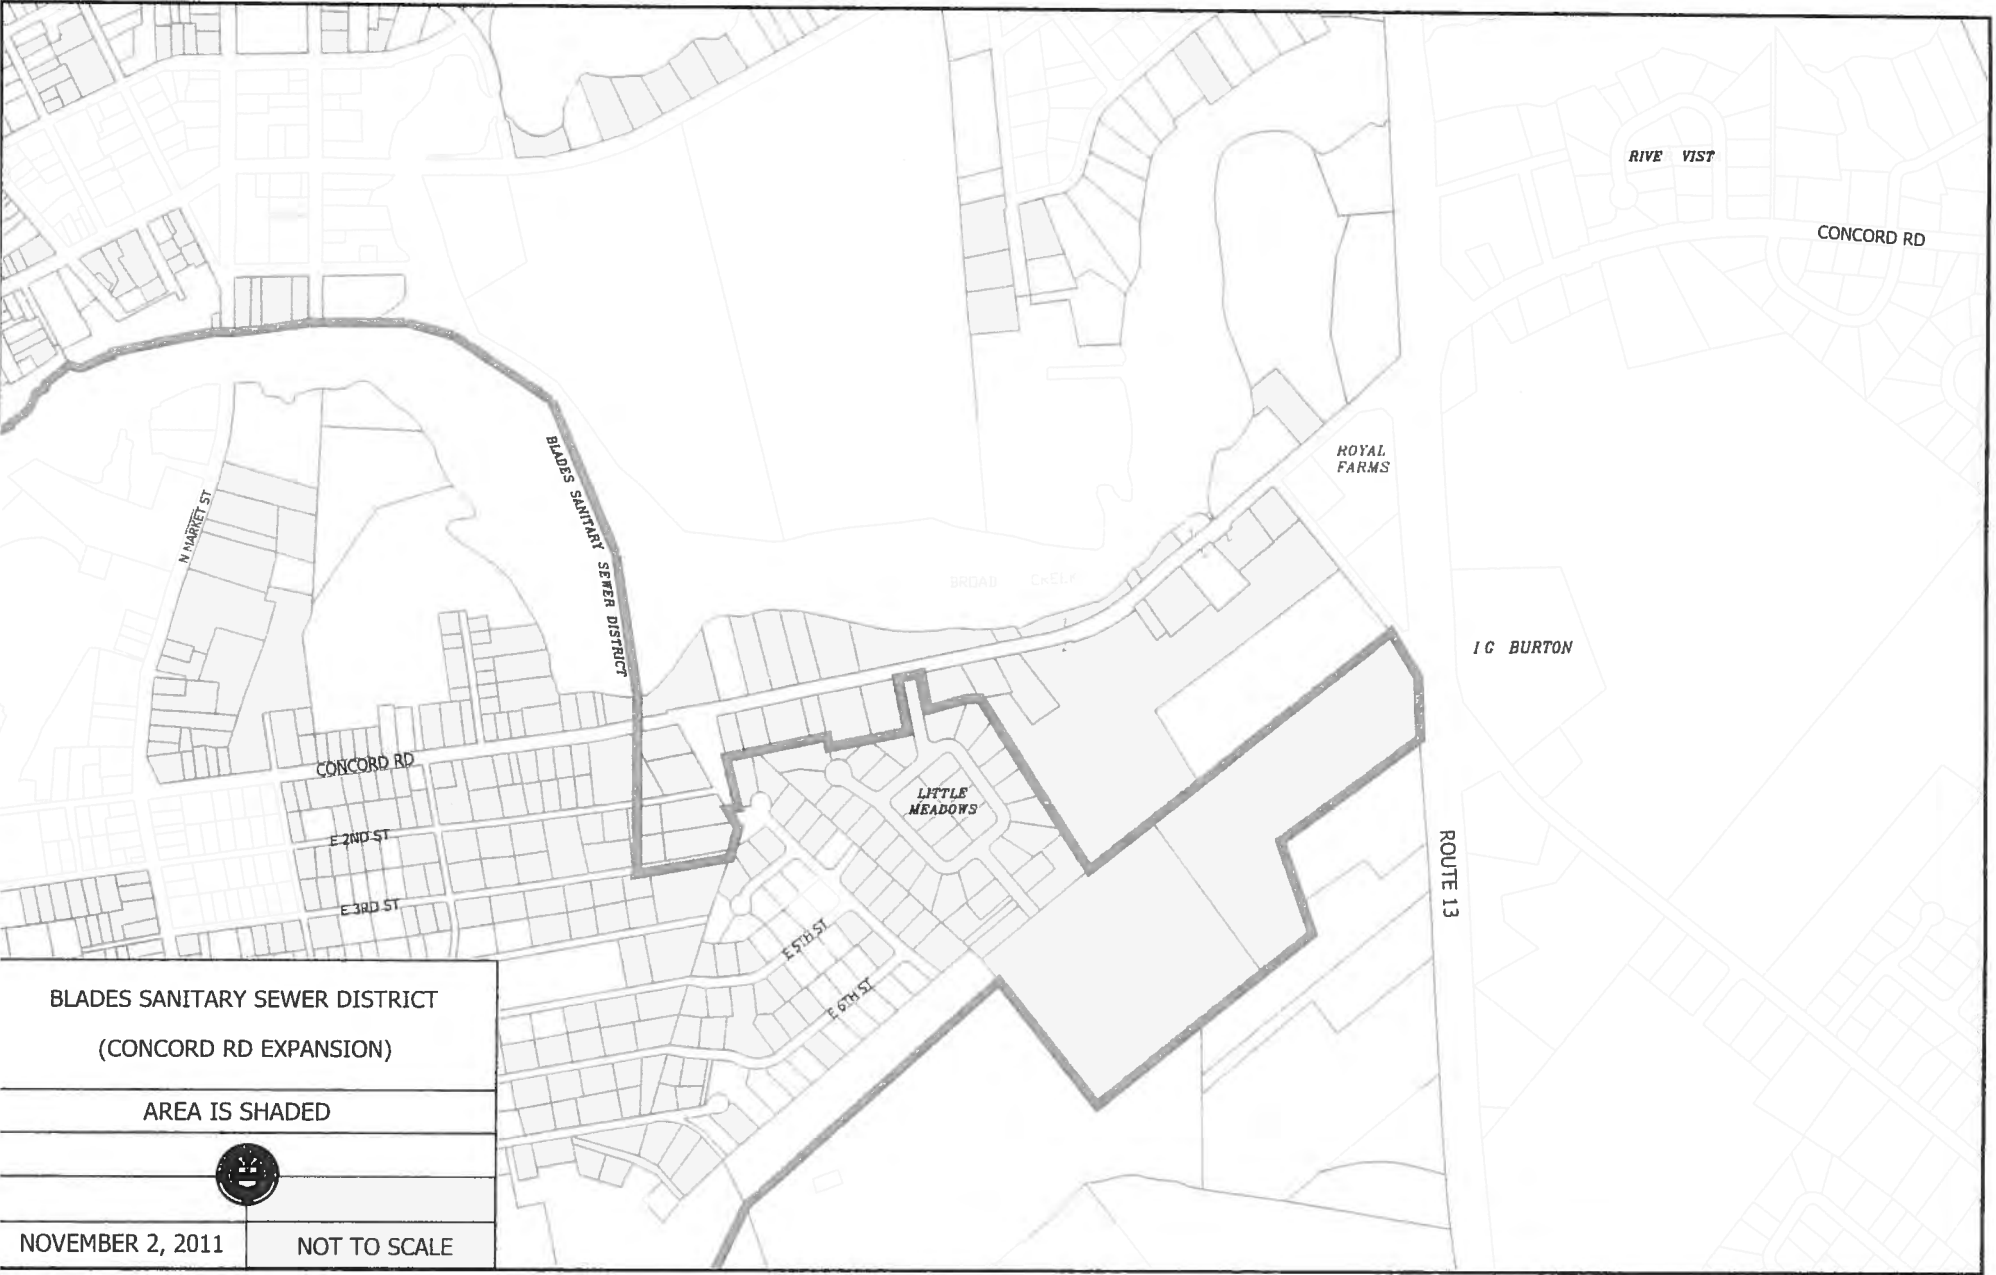 RIVE VIST
CONCORD RD
ROYAL
FARMS
BLADES SANITARY SEWER DISTRICT
N MARKET ST
BROAD CREEK
I G BURTON
CONCORD RD
LITTLE
MEADOWS
E 2ND ST
ROUTE 13
E 3RD ST
E 5TH ST
E 6TH ST
BLADES SANITARY SEWER DISTRICT
(CONCORD RD EXPANSION)
AREA IS SHADED
NOVEMBER 2, 2011
NOT TO SCALE